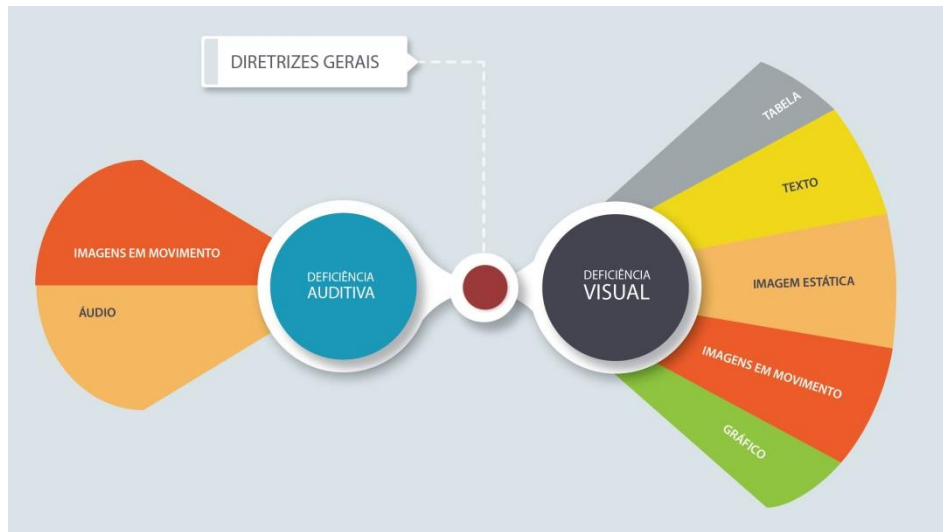 DIRETRIZES GERAIS
IMAGENS EM MOVIMENTO
ÁUDIO
DEFICIÊNCIA
AUDITIVA
DEFICIÊNCIA
VISUAL
TABELA
TEXTO
IMAGEM ESTÁTICA
IMAGENS EM MOVIMENTO
GRÁFICO